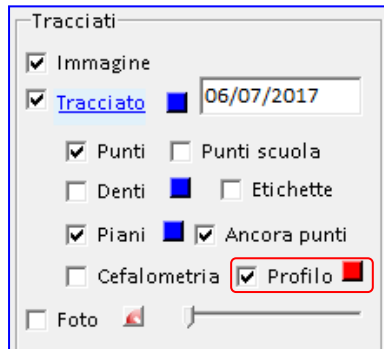 Tracciati
Immagine
Tracciato 06/07/2017
Punti Punti scuola
Denti Etichette
Piani Ancora punti
Cefalometria Profilo
Foto